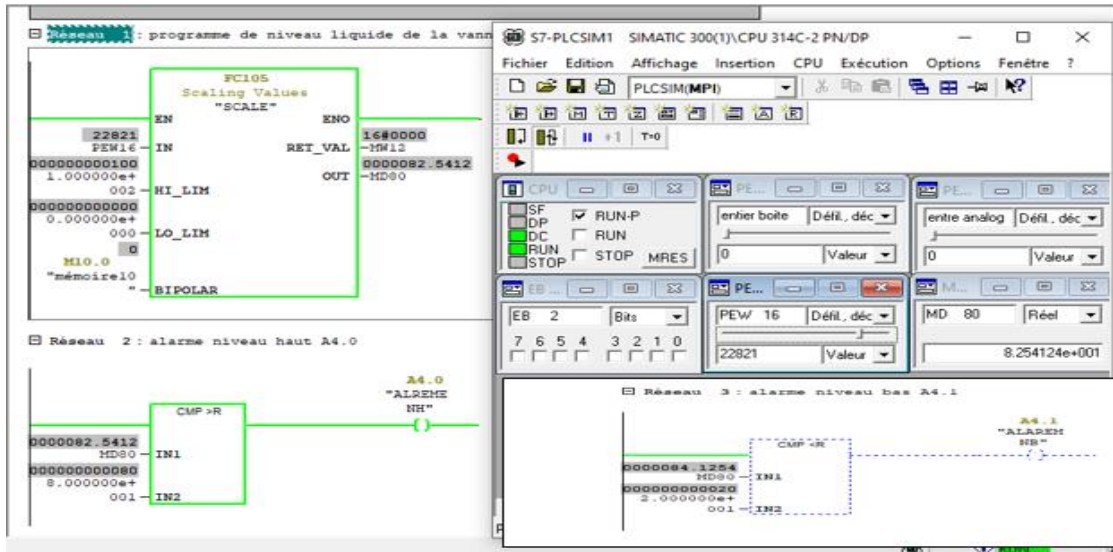 Réseau 1 : programme de niveau liquide de la vann
FC105
Scaling Values
"SCALE"
EN ENO
22821
PEW16 IN
16#0000
RET_VAL MW12
000000000100
1.000000e+
002 HI_LIM
0000082.5412
OUT MD80
000000000000
0.000000e+
000 LO_LIM
0
M10.0
"mémoire10
" BIPOLAR
Réseau 2 : alarme niveau haut A4.0
A4.0
"ALREME
NH"
CMP >R
( )
0000082.5412
MD80 IN1
000000000080
8.000000e+
001 IN2
S7-PLCSIM1 SIMATIC 300(1)\CPU 314C-2 PN/DP
Fichier Edition Affichage Insertion CPU Exécution Options Fenêtre ?
PLCSIM(MPI)
+1 T=0
CPU
SF
DP
DC
RUN
STOP
RUN-P
RUN
STOP MRES
PE...
entier boite Défil., déc
0 Valeur
PE...
entre analog Défil., déc
0 Valeur
EB ...
EB 2 Bits
7 6 5 4 3 2 1 0
PE...
PEW 16 Défil., déc
22821 Valeur
M...
MD 80 Réel
8.254124e+001
Réseau 3 : alarme niveau bas A4.1
A4.1
"ALAREM
NB"
CMP <R
( )
0000084.1254
MD80 IN1
000000000020
2.000000e+
001 IN2